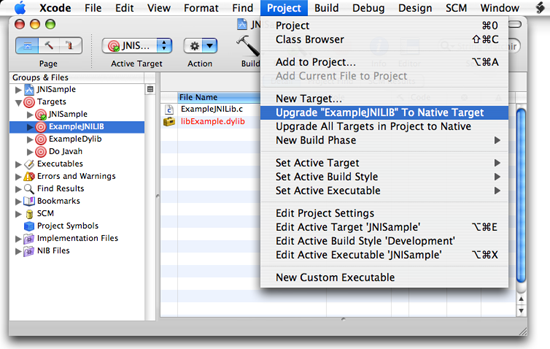 Xcode File Edit View Format Find Project Build Debug Design SCM Window
Page
JNIS...
Active Target
Action
Build
Groups & Files
JNISample
Targets
JNISample
ExampleJNILIB
ExampleDylib
Do Javah
Executables
Errors and Warnings
Find Results
Bookmarks
SCM
Project Symbols
Implementation Files
NIB Files
File Name
ExampleJNILib.c
libExample.dylib
Project ⌘0
Class Browser ⇧⌘C
Add to Project... ⌥⌘A
Add Current File to Project
New Target...
Upgrade "ExampleJNILIB" To Native Target
Upgrade All Targets in Project to Native
New Build Phase
Set Active Target
Set Active Build Style
Set Active Executable
Edit Project Settings
Edit Active Target 'JNISample' ⌥⌘E
Edit Active Build Style 'Development'
Edit Active Executable 'JNISample' ⌥⌘X
New Custom Executable